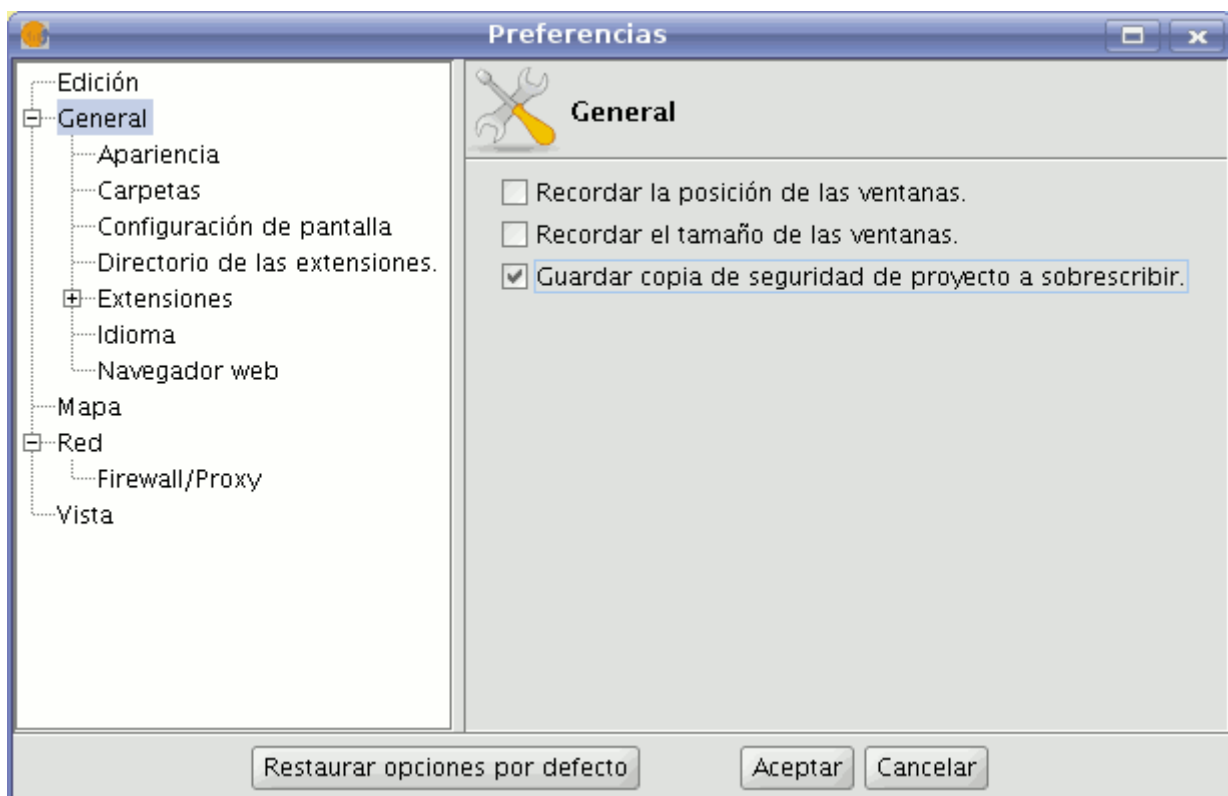 Preferencias
Edición
General
Apariencia
Carpetas
Configuración de pantalla
Directorio de las extensiones.
Extensiones
Idioma
Navegador web
Mapa
Red
Firewall/Proxy
Vista
General
Recordar la posición de las ventanas.
Recordar el tamaño de las ventanas.
Guardar copia de seguridad de proyecto a sobrescribir.
Restaurar opciones por defecto
Aceptar
Cancelar